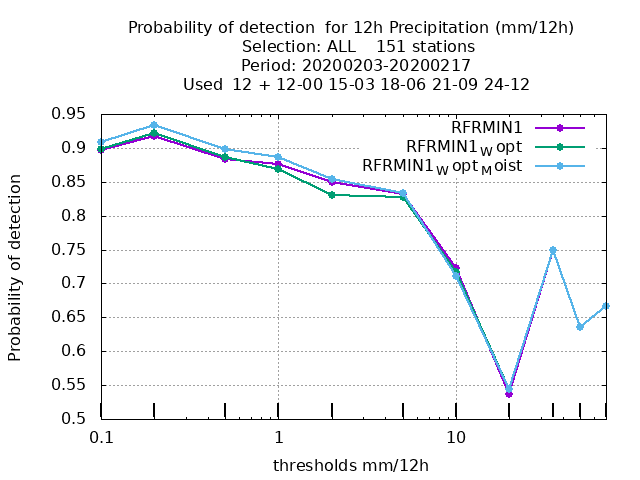 Probability of detection  for 12h Precipitation (mm/12h)
Selection: ALL    151 stations
Period: 20200203-20200217
Used  12 + 12-00 15-03 18-06 21-09 24-12
RFRMIN1
RFRMIN1W opt
RFRMIN1W optM oist
Probability of detection
0.95
0.9
0.85
0.8
0.75
0.7
0.65
0.6
0.55
0.5
0.1 1 10
thresholds mm/12h